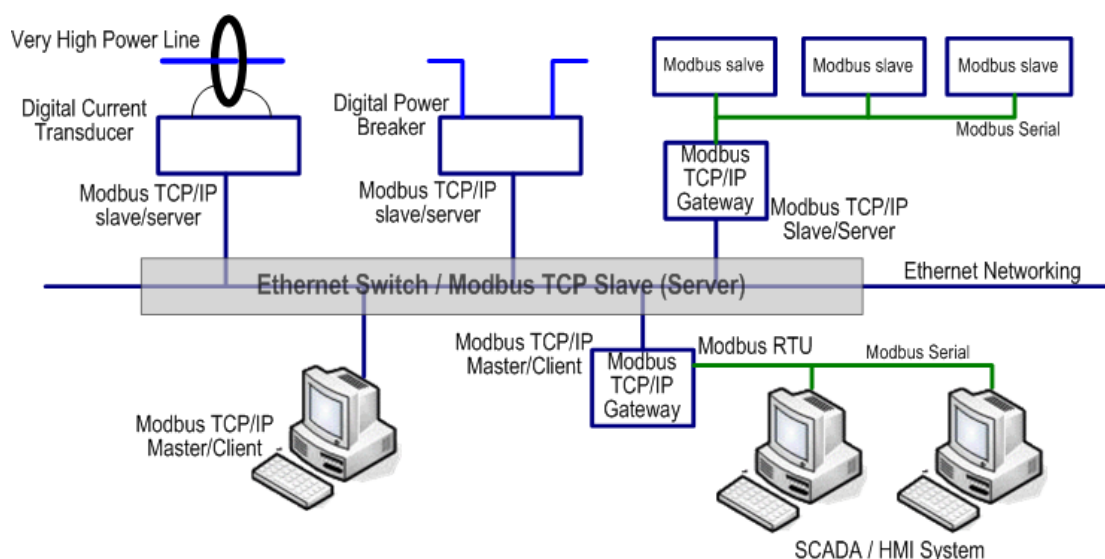 Very High Power Line
Digital Current
Transducer
Modbus TCP/IP
slave/server
Digital Power
Breaker
Modbus TCP/IP
slave/server
Modbus salve
Modbus slave
Modbus slave
Modbus Serial
Modbus
TCP/IP
Gateway
Modbus TCP/IP
Slave/Server
Ethernet Switch / Modbus TCP Slave (Server)
Ethernet Networking
Modbus TCP/IP
Master/Client
Modbus TCP/IP
Master/Client
Modbus
TCP/IP
Gateway
Modbus RTU
Modbus Serial
SCADA / HMI System